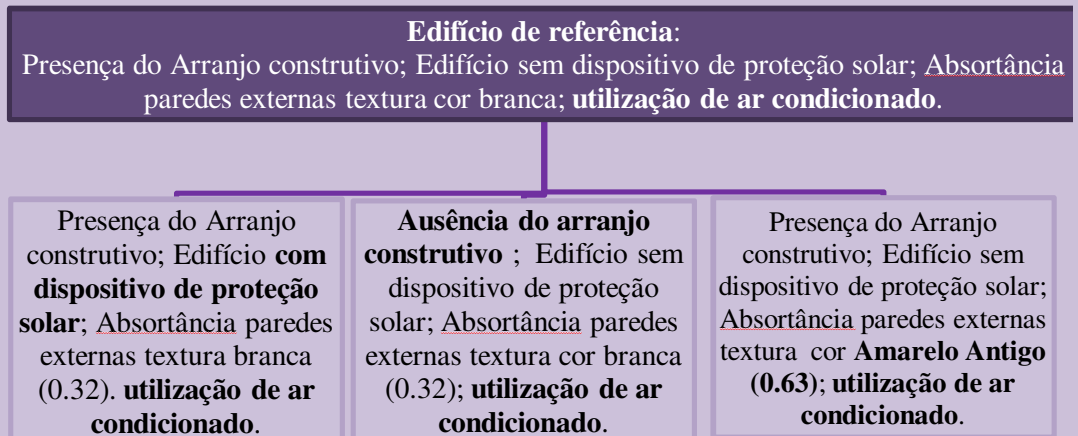 Edifício de referência:
Presença do Arranjo construtivo; Edifício sem dispositivo de proteção solar; Absortância
paredes externas textura cor branca; utilização de ar condicionado.
Presença do Arranjo
construtivo; Edifício com
dispositivo de proteção
solar; Absortância paredes
externas textura branca
(0.32). utilização de ar
condicionado.
Ausência do arranjo
construtivo ; Edifício sem
dispositivo de proteção
solar; Absortância paredes
externas textura cor branca
(0.32); utilização de ar
condicionado.
Presença do Arranjo
construtivo; Edifício sem
dispositivo de proteção solar;
Absortância paredes externas
textura cor Amarelo Antigo
(0.63); utilização de ar
condicionado.